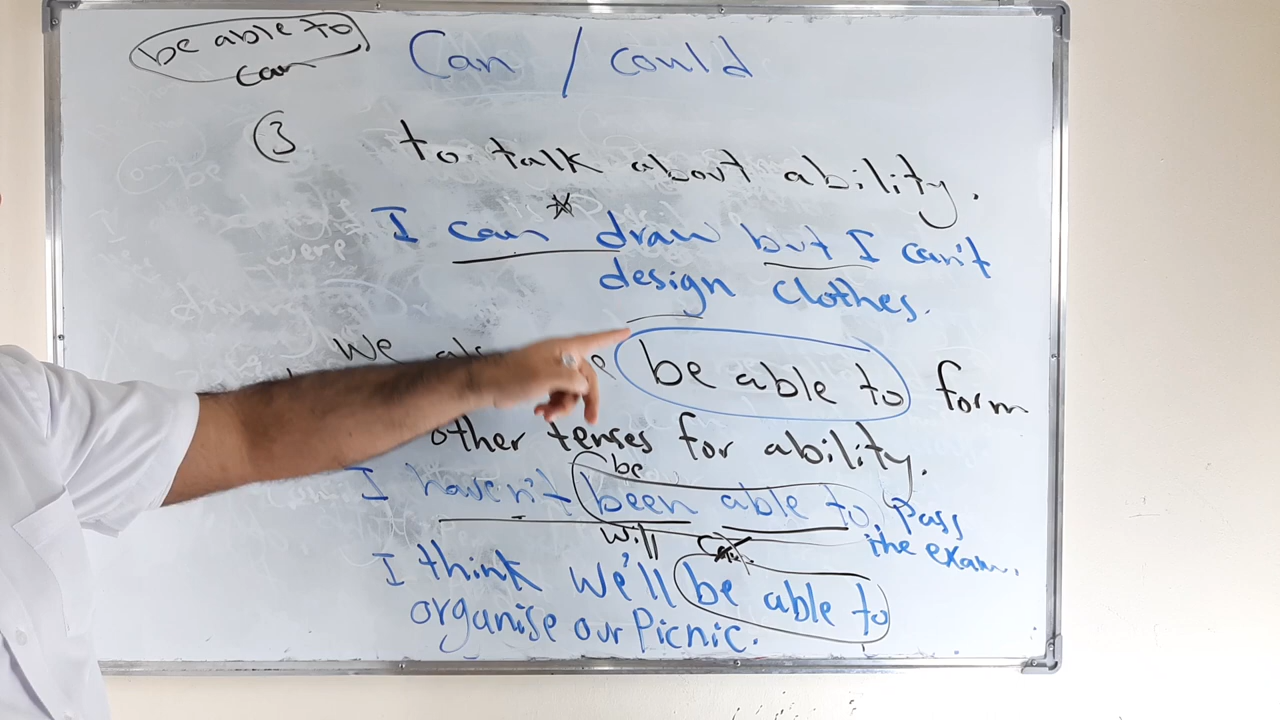 be able to
can
Can / could
3 to talk about ability.
I can draw but I can't
design clothes.
We be able to form
other tenses for ability.
be
I haven't been able to pass
the exam.
will
I think we'll be able to
organise our Picnic.